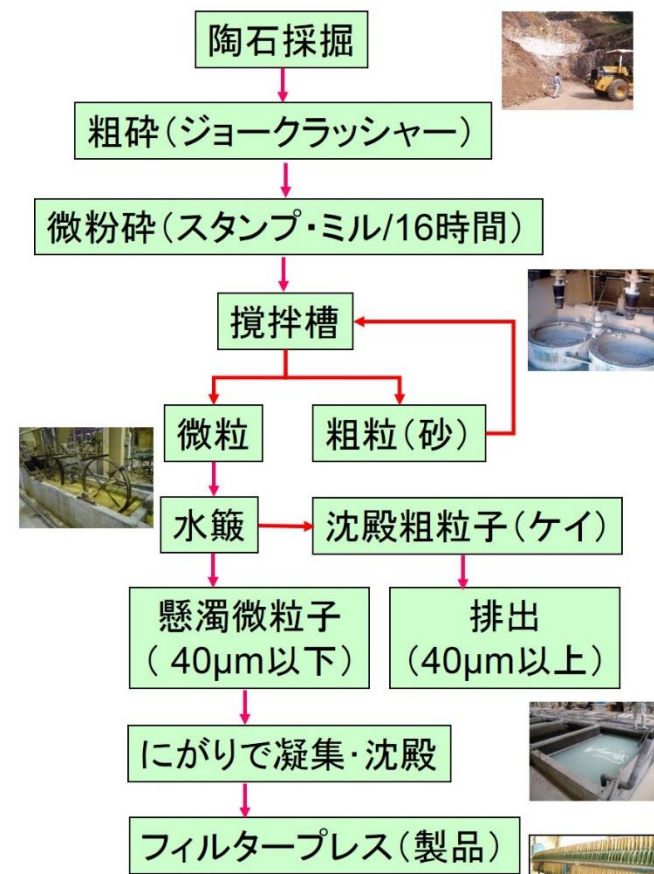 陶石採掘
粗砕（ジョークラッシャー）
微粉砕（スタンプ・ミル/16時間）
撹拌槽
微粒
粗粒（砂）
水簸
沈殿粗粒子（ケイ）
懸濁微粒子
（ 40μm以下）
排出
（40μm以上）
にがりで凝集・沈殿
フィルタープレス（製品）